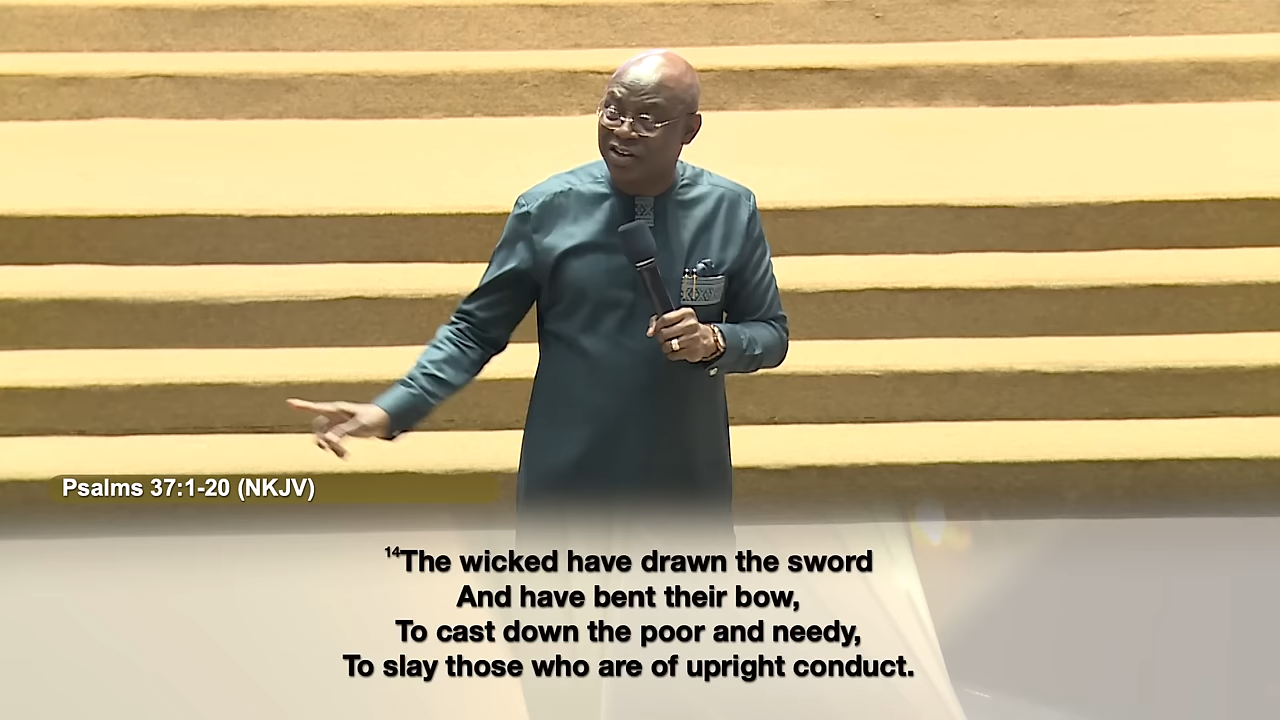 Psalms 37:1-20 (NKJV)
14The wicked have drawn the sword
And have bent their bow,
To cast down the poor and needy,
To slay those who are of upright conduct.